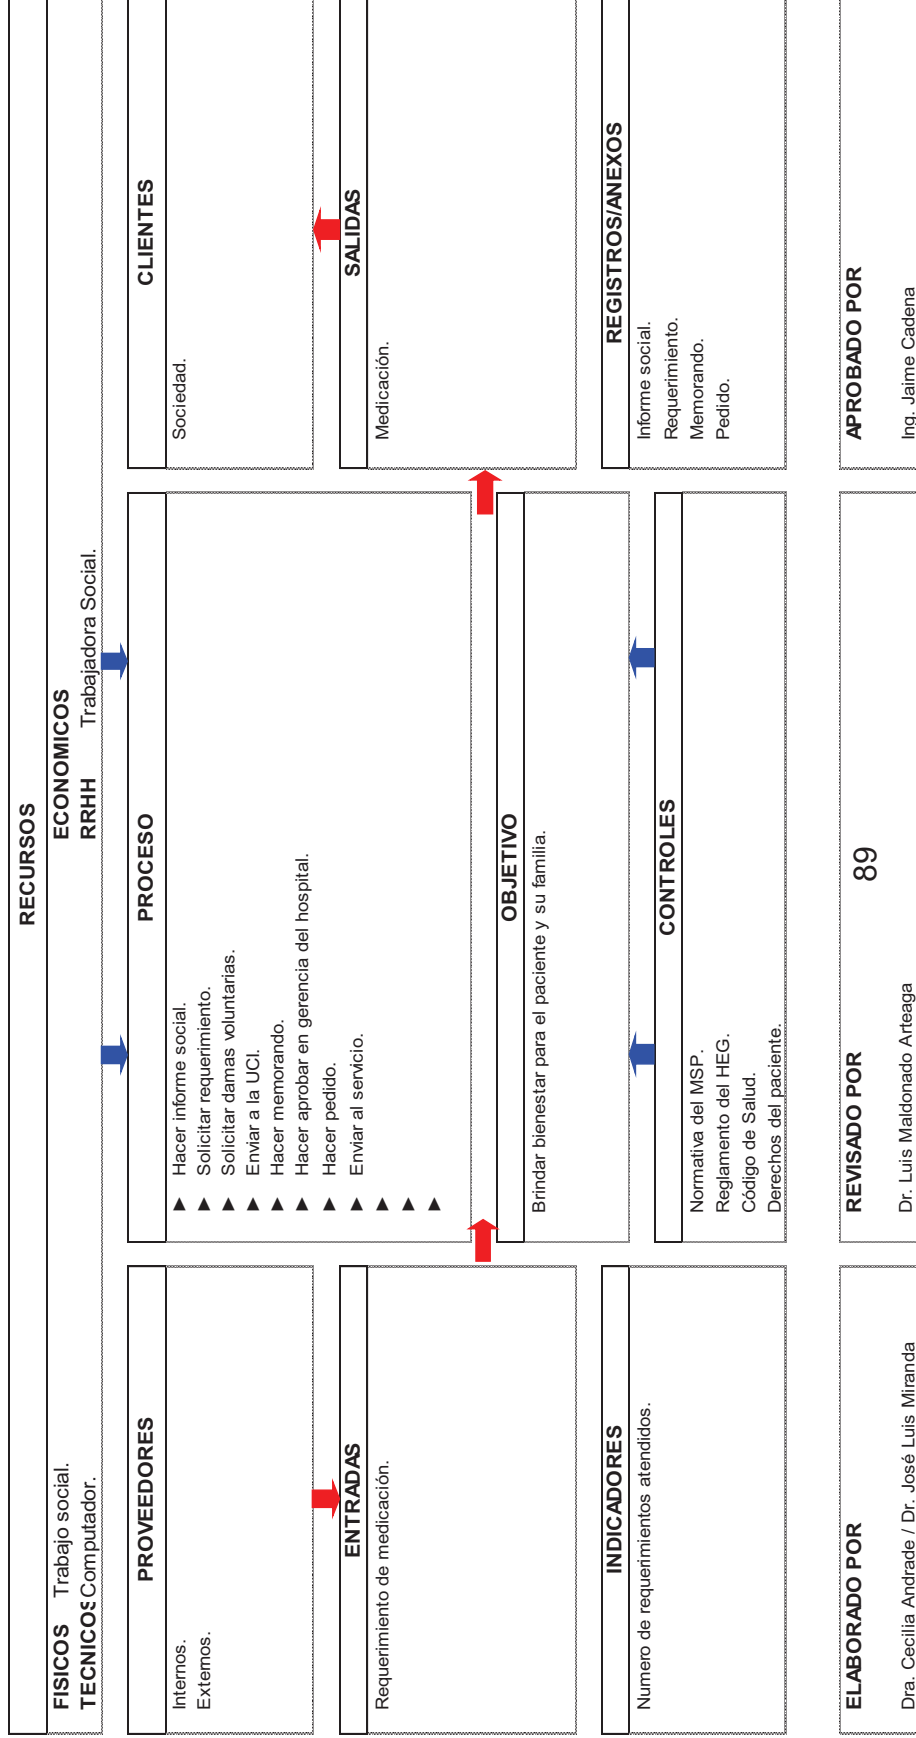 RECURSOS
FISICOS Trabajo social.
ECONOMICOS
TECNICOS Computador.
RRHH Trabajadora Social.
PROVEEDORES
Internos.
Externos.
ENTRADAS
Requerimiento de medicación.
INDICADORES
Numero de requerimientos atendidos.
PROCESO
▲ Hacer informe social.
▲ Solicitar requerimiento.
▲ Solicitar damas voluntarias.
▲ Enviar a la UCI.
▲ Hacer memorando.
▲ Hacer aprobar en gerencia del hospital.
▲ Hacer pedido.
▲ Enviar al servicio.
▲
▲
▲
OBJETIVO
Brindar bienestar para el paciente y su familia.
CONTROLES
Normativa del MSP.
Reglamento del HEG.
Código de Salud.
Derechos del paciente.
CLIENTES
Sociedad.
SALIDAS
Medicación.
REGISTROS/ANEXOS
Informe social.
Requerimiento.
Memorando.
Pedido.
ELABORADO POR
Dra. Cecilia Andrade / Dr. José Luis Miranda
REVISADO POR
Dr. Luis Maldonado Arteaga
APROBADO POR
Ing. Jaime Cadena
89